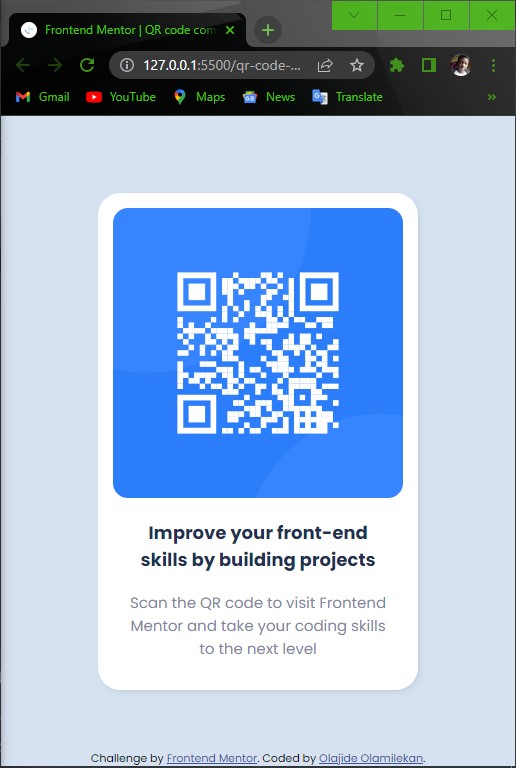 Frontend Mentor | QR code com
127.0.0.1:5500/qr-code-...
Gmail
YouTube
Maps
News
Translate
Improve your front-end
skills by building projects
Scan the QR code to visit Frontend
Mentor and take your coding skills
to the next level
Challenge by Frontend Mentor. Coded by Olajide Olamilekan.